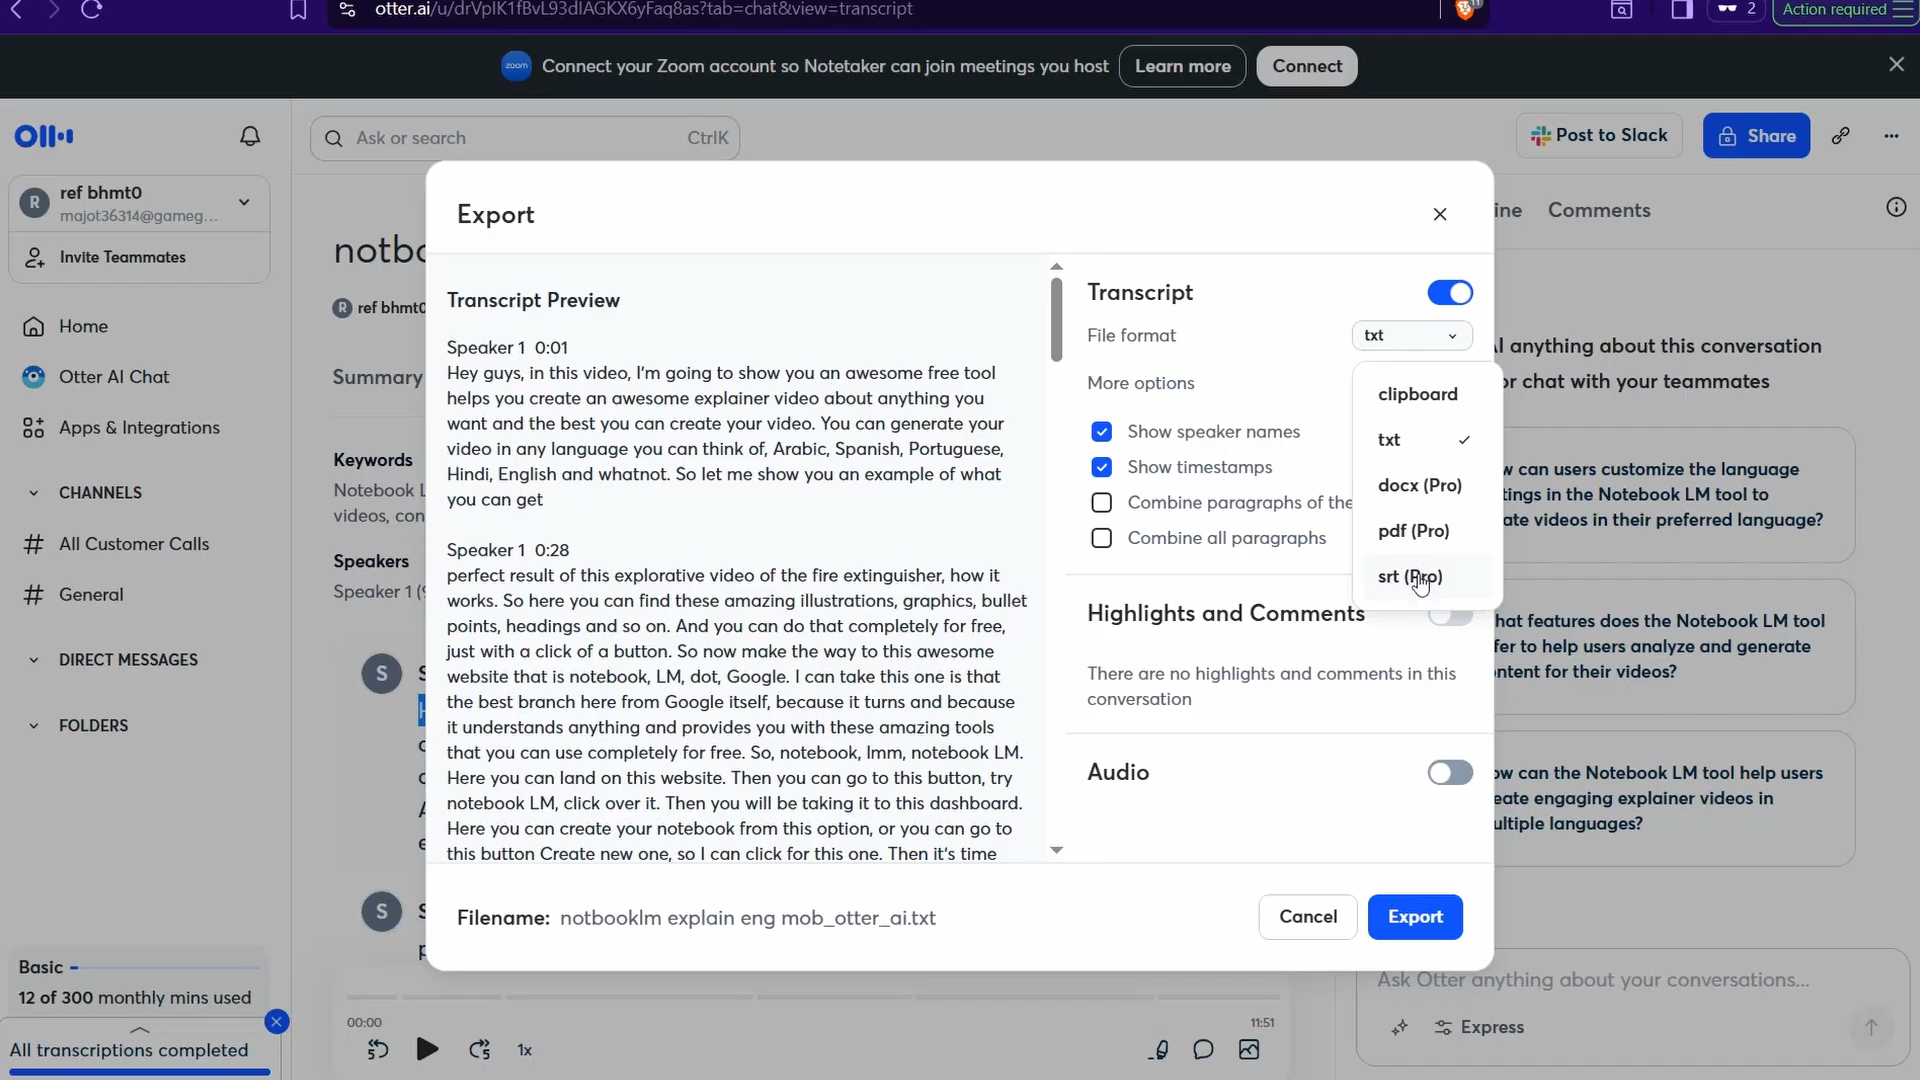 otter.ai/u/drVpIK1fBvL93dIAGKX6yFaq8as?tab=chat&view=transcript
11
2
Action required
zoom
Connect your Zoom account so Notetaker can join meetings you host
Learn more
Connect
Ask or search
CtrlK
Post to Slack
Share
R
ref bhmt0
majot36314@gameg...
Invite Teammates
Home
Otter AI Chat
Apps & Integrations
CHANNELS
All Customer Calls
General
DIRECT MESSAGES
FOLDERS
Basic
12 of 300 monthly mins used
All transcriptions completed
notbo
R ref bhmt0
Summary
Keywords
Notebook L
videos, con
Speakers
Speaker 1 (9
S
S
Export
Transcript Preview
Speaker 1 0:01
Hey guys, in this video, I'm going to show you an awesome free tool
helps you create an awesome explainer video about anything you
want and the best you can create your video. You can generate your
video in any language you can think of, Arabic, Spanish, Portuguese,
Hindi, English and whatnot. So let me show you an example of what
you can get
Speaker 1 0:28
perfect result of this explorative video of the fire extinguisher, how it
works. So here you can find these amazing illustrations, graphics, bullet
points, headings and so on. And you can do that completely for free,
just with a click of a button. So now make the way to this awesome
website that is notebook, LM, dot, Google. I can take this one is that
the best branch here from Google itself, because it turns and because
it understands anything and provides you with these amazing tools
that you can use completely for free. So, notebook, lmm, notebook LM.
Here you can land on this website. Then you can go to this button, try
notebook LM, click over it. Then you will be taking it to this dashboard.
Here you can create your notebook from this option, or you can go to
this button Create new one, so I can click for this one. Then it's time
Transcript
File format
txt
More options
Show speaker names
Show timestamps
Combine paragraphs of the
Combine all paragraphs
clipboard
txt
docx (Pro)
pdf (Pro)
srt (Pro)
Highlights and Comments
There are no highlights and comments in this
conversation
Audio
Filename: notbooklm explain eng mob_otter_ai.txt
Cancel
Export
ine
Comments
AI anything about this conversation
or chat with your teammates
w can users customize the language
tings in the Notebook LM tool to
ate videos in their preferred language?
hat features does the Notebook LM tool
fer to help users analyze and generate
ntent for their videos?
ow can the Notebook LM tool help users
eate engaging explainer videos in
ultiple languages?
Ask Otter anything about your conversations...
Express
00:00
11:51
5
5
1x